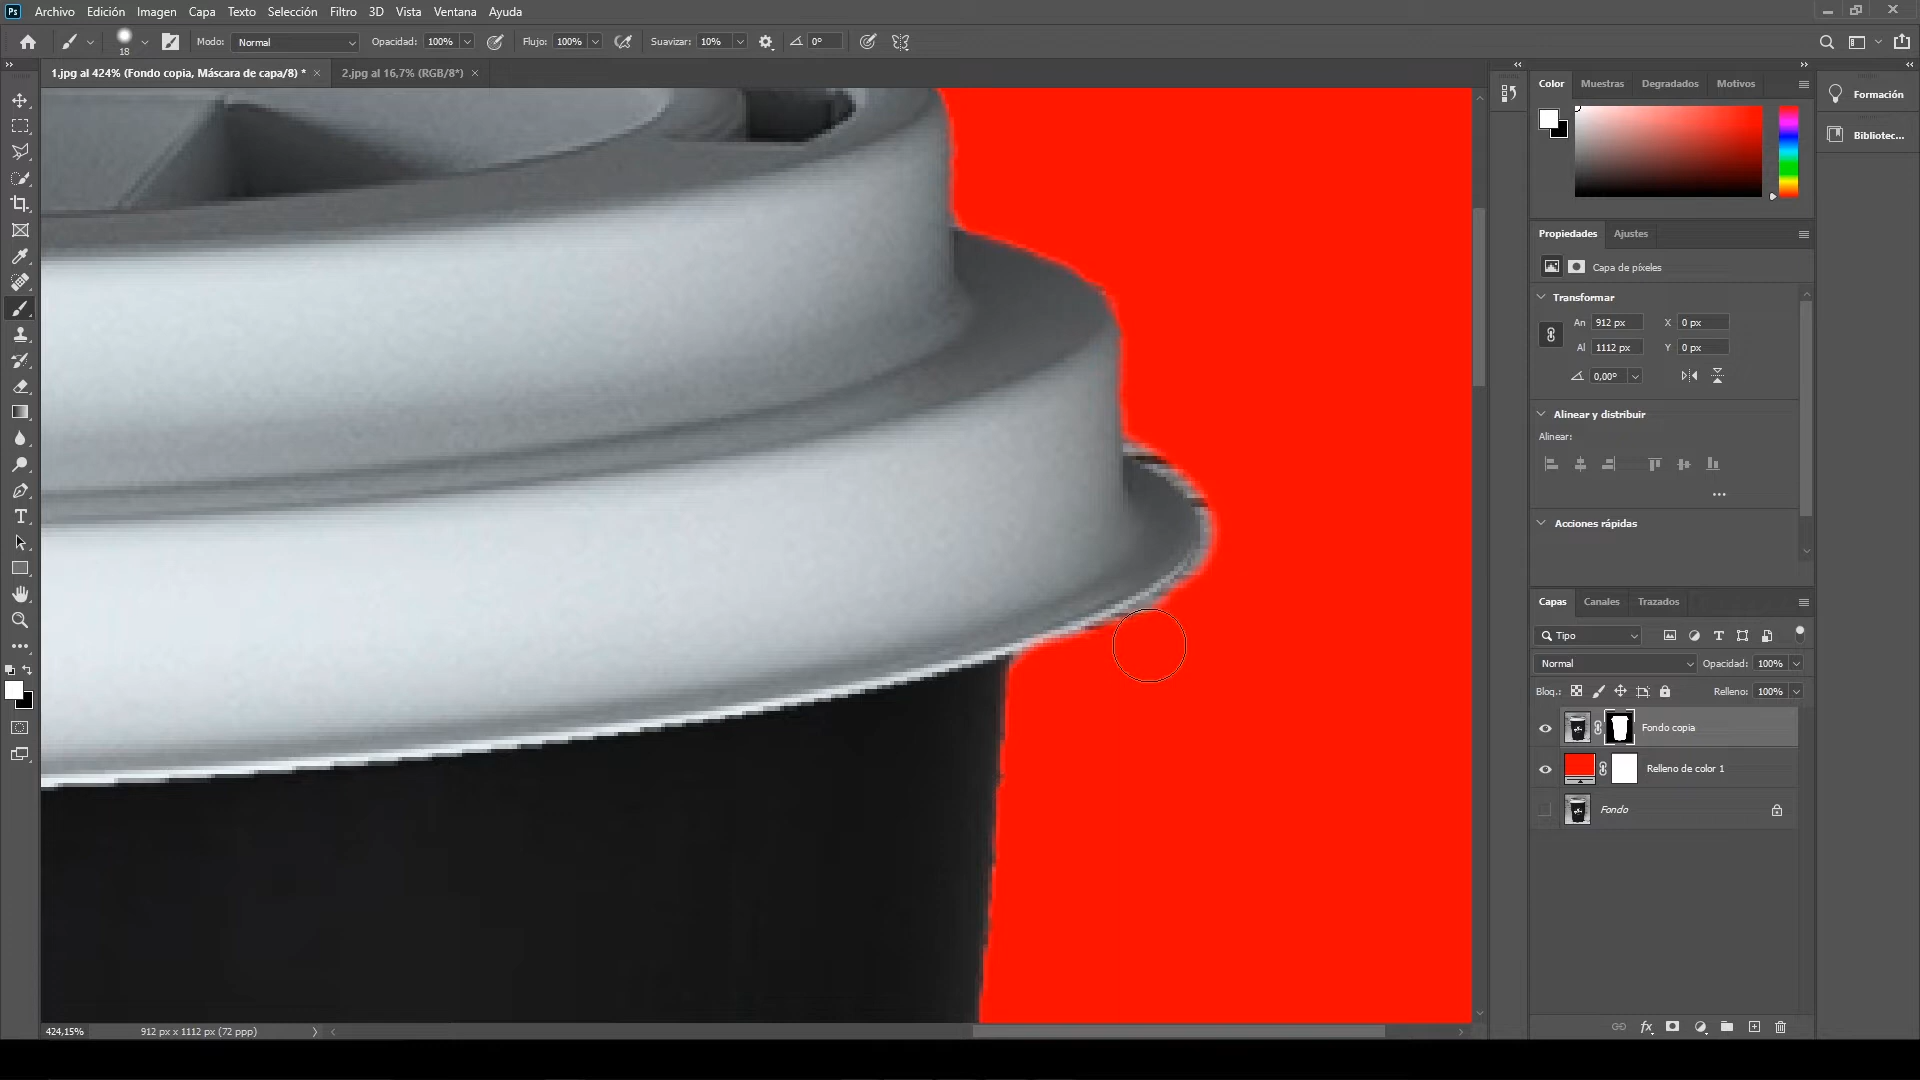 Ps Archivo Edición Imagen Capa Texto Selección Filtro 3D Vista Ventana Ayuda
18 Modo: Normal Opacidad: 100% Flujo: 100% Suavizar: 10% 0°
1.jpg al 424% (Fondo copia, Máscara de capa/8) * × 2.jpg al 16,7% (RGB/8*) ×
Color Muestras Degradados Motivos
Formación
Bibliotec...
Propiedades Ajustes
Capa de píxeles
Transformar
An 912 px X 0 px
Al 1112 px Y 0 px
0,00°
Alinear y distribuir
Alinear:
Acciones rápidas
Capas Canales Trazados
Tipo
Normal Opacidad: 100%
Bloq.: Relleno: 100%
Fondo copia
Relleno de color 1
Fondo
424,15% 912 px x 1112 px (72 ppp)